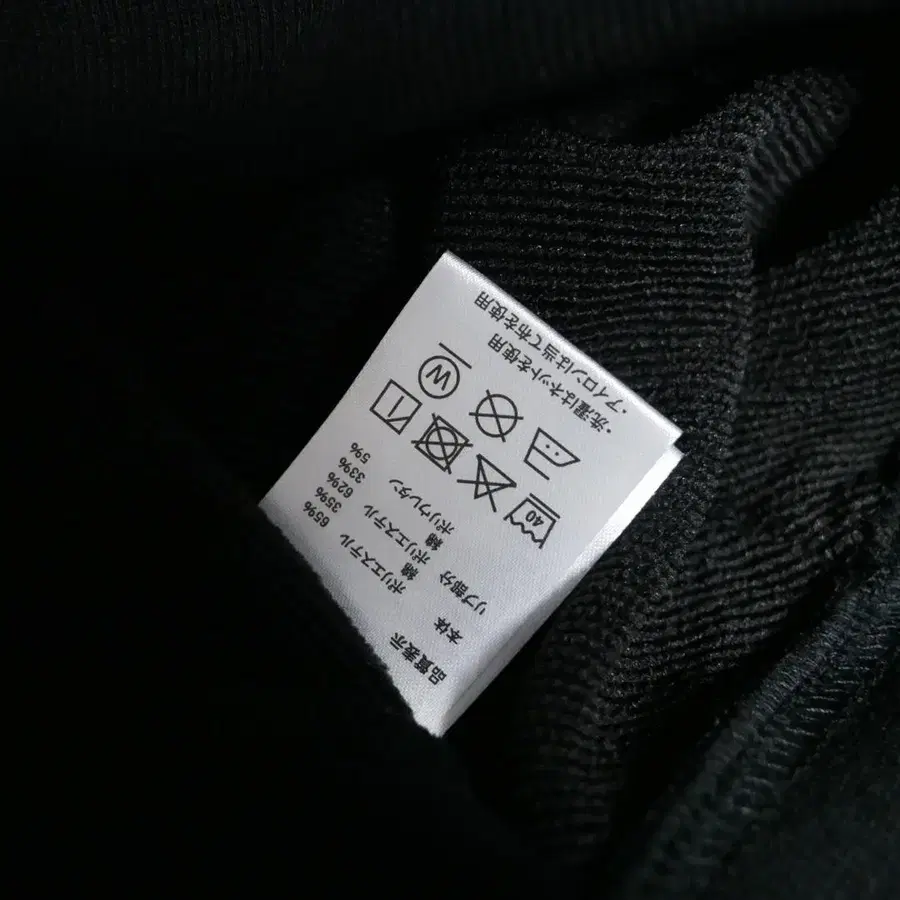 品質表示
本体 ポリエステル 65%
綿 35%
リブ部分 ポリエステル 62%
綿 33%
ポリウレタン 5%
40
W
・洗濯はネットを使用
・アイロンは当て布を使用